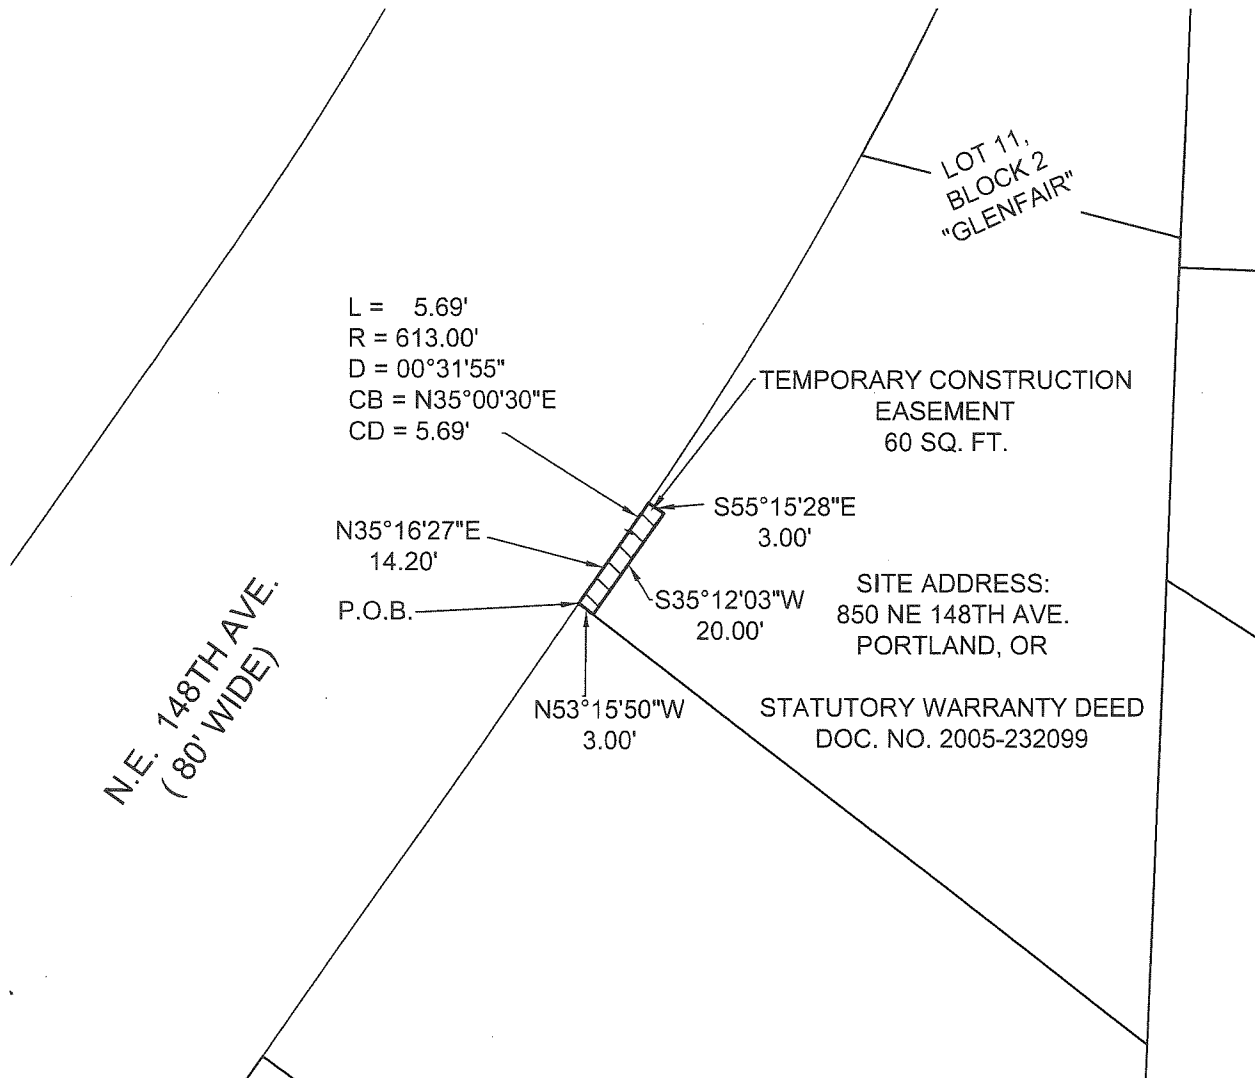 LOT 11,
BLOCK 2
"GLENFAIR"
L = 5.69'
R = 613.00'
D = 00°31'55"
CB = N35°00'30"E
CD = 5.69'
TEMPORARY CONSTRUCTION
EASEMENT
60 SQ. FT.
S55°15'28"E
3.00'
N35°16'27"E
14.20'
P.O.B.
S35°12'03"W
20.00'
SITE ADDRESS:
850 NE 148TH AVE.
PORTLAND, OR
N.E. 148TH AVE.
( 80' WIDE)
N53°15'50"W
3.00'
STATUTORY WARRANTY DEED
DOC. NO. 2005-232099